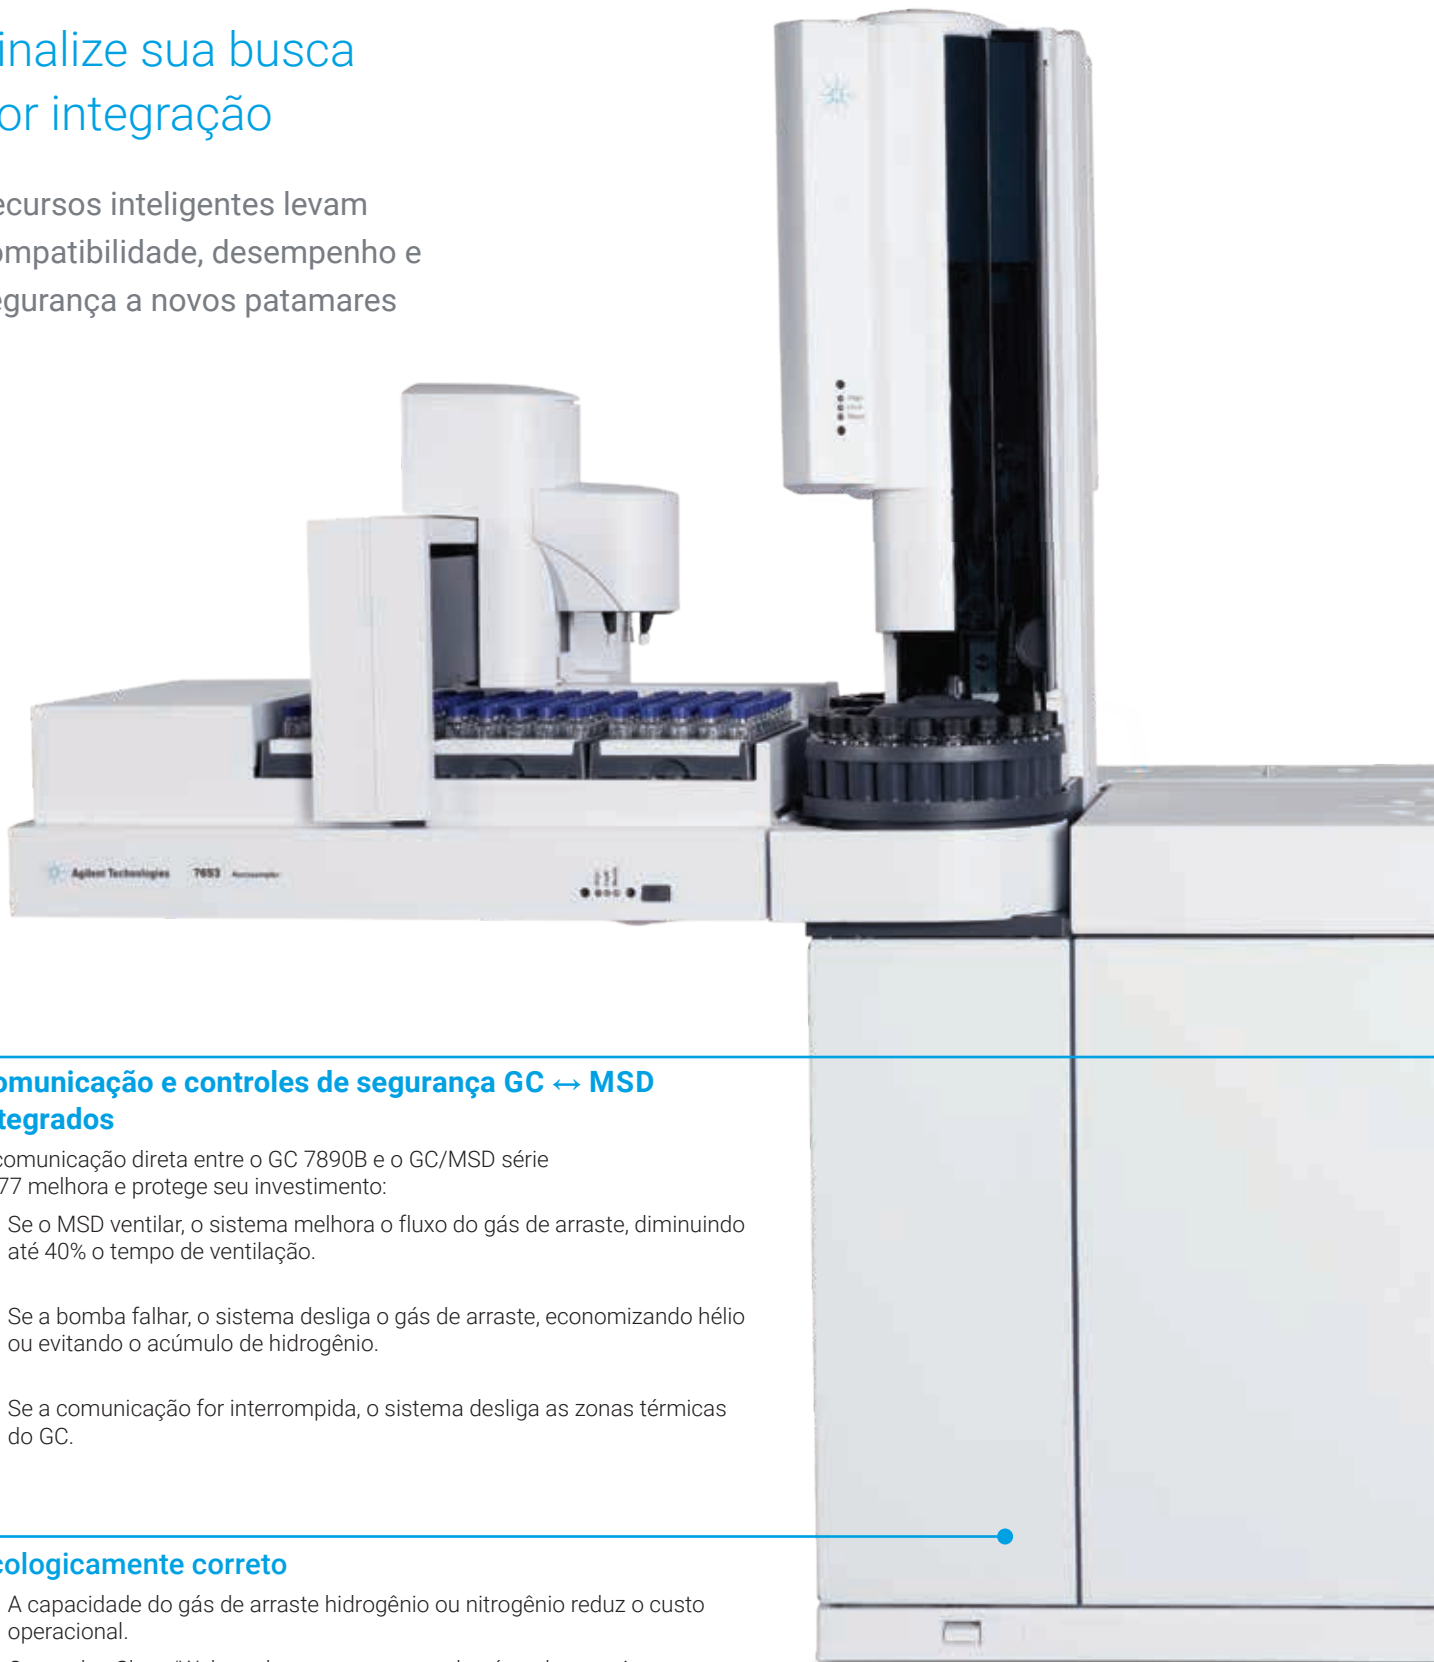 inalize sua busca
or integração
ecursos inteligentes levam
ompatibilidade, desempenho e
egurança a novos patamares
Agilent Technologies 7693 Autosampler
omunicação e controles de segurança GC ↔ MSD
tegrados
comunicação direta entre o GC 7890B e o GC/MSD série
77 melhora e protege seu investimento:
Se o MSD ventilar, o sistema melhora o fluxo do gás de arraste, diminuindo
até 40% o tempo de ventilação.
Se a bomba falhar, o sistema desliga o gás de arraste, economizando hélio
ou evitando o acúmulo de hidrogênio.
Se a comunicação for interrompida, o sistema desliga as zonas térmicas
do GC.
cologicamente correto
A capacidade do gás de arraste hidrogênio ou nitrogênio reduz o custo
operacional.